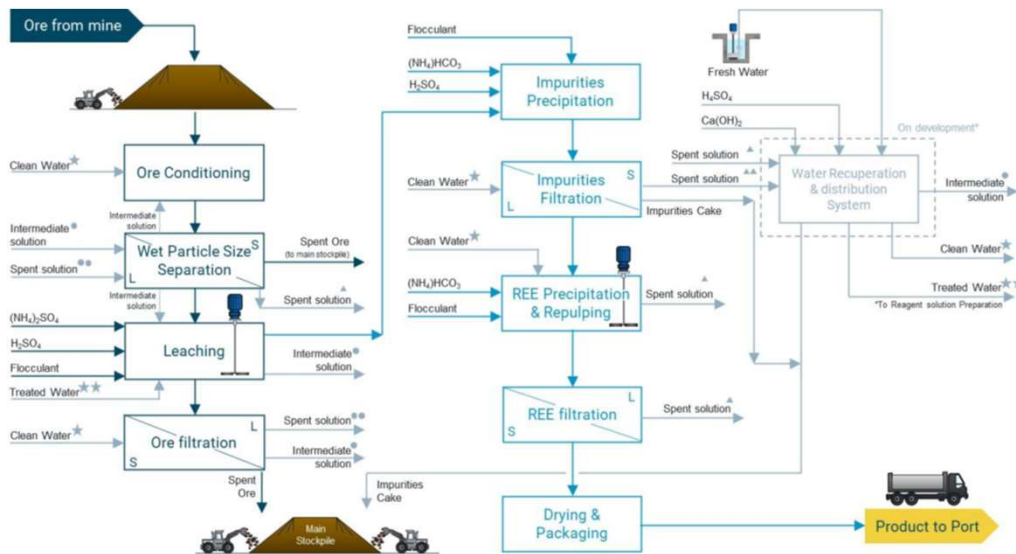 Ore from mine
Clean Water★
Ore Conditioning
Intermediate
solution
Intermediate●
solution
Spent solution●●
Wet Particle Size
Separation
S
L
Spent Ore
(to main stockpile)
Spent solution▲
Intermediate
solution
(NH₄)₂SO₄
H₂SO₄
Flocculant
Treated Water★★
Leaching
Intermediate●
solution
Clean Water★
Ore filtration
L
S
Spent solution●●
Intermediate●
solution
Spent
Ore
Impurities
Cake
Main
Stockpile
Flocculant
(NH₄)HCO₃
H₂SO₄
Impurities
Precipitation
Clean Water★
Impurities
Filtration
S
L
Spent solution▲
Spent solution▲▲
Impurities Cake
Clean Water★
(NH₄)HCO₃
Flocculant
REE Precipitation
& Repulping
Spent solution▲
REE filtration
L
S
Spent solution▲
Drying &
Packaging
Fresh Water
H₄SO₄
Ca(OH)₂
On development*
Water Recuperation
& distribution
System
Intermediate●
solution
Clean Water★
Treated Water★★
*To Reagent solution Preparation
Product to Port